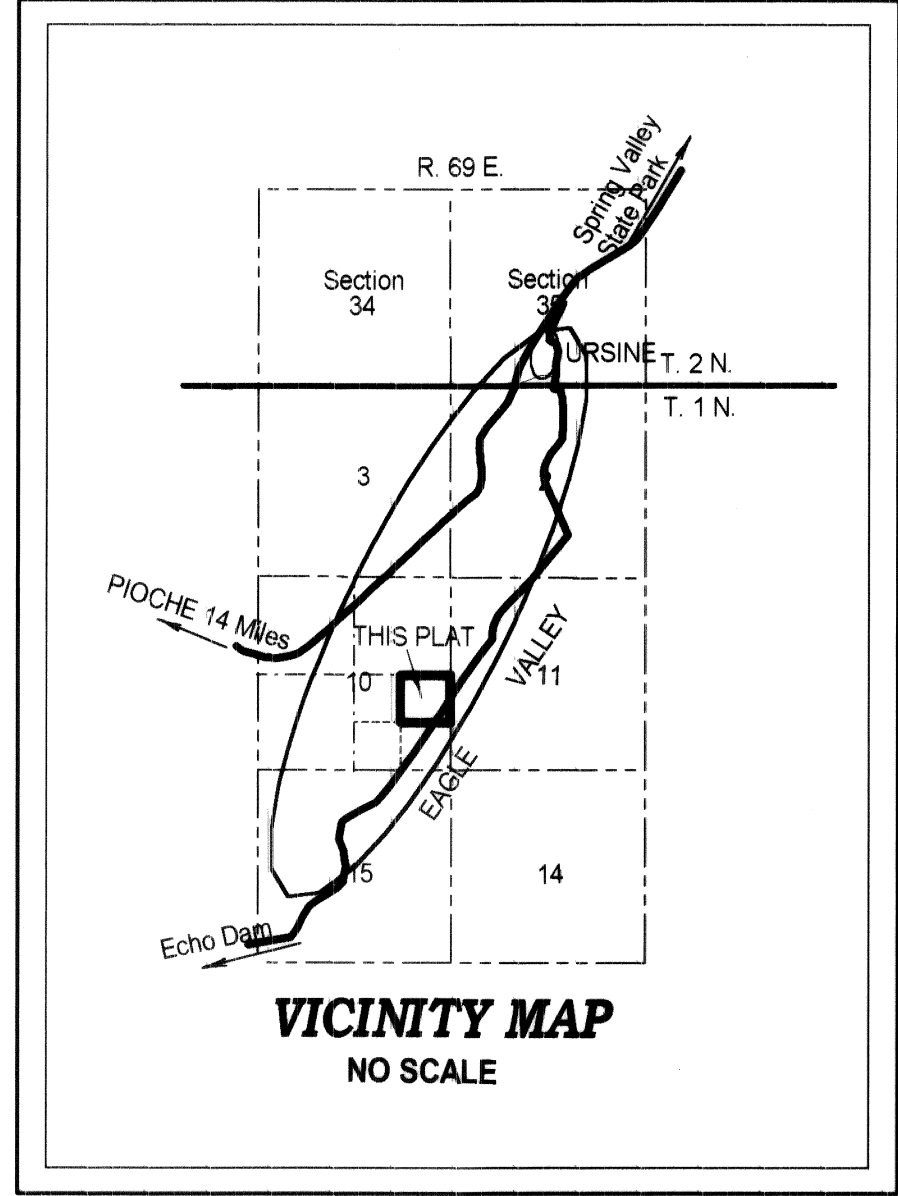 R. 69 E.
Spring Valley
State Park
Section
34
Section
35
URSINE
T. 2 N.
T. 1 N.
3
2
PIOCHE 14 Miles
THIS PLAT
10
11
EAGLE VALLEY
15
14
Echo Dam
VICINITY MAP
NO SCALE